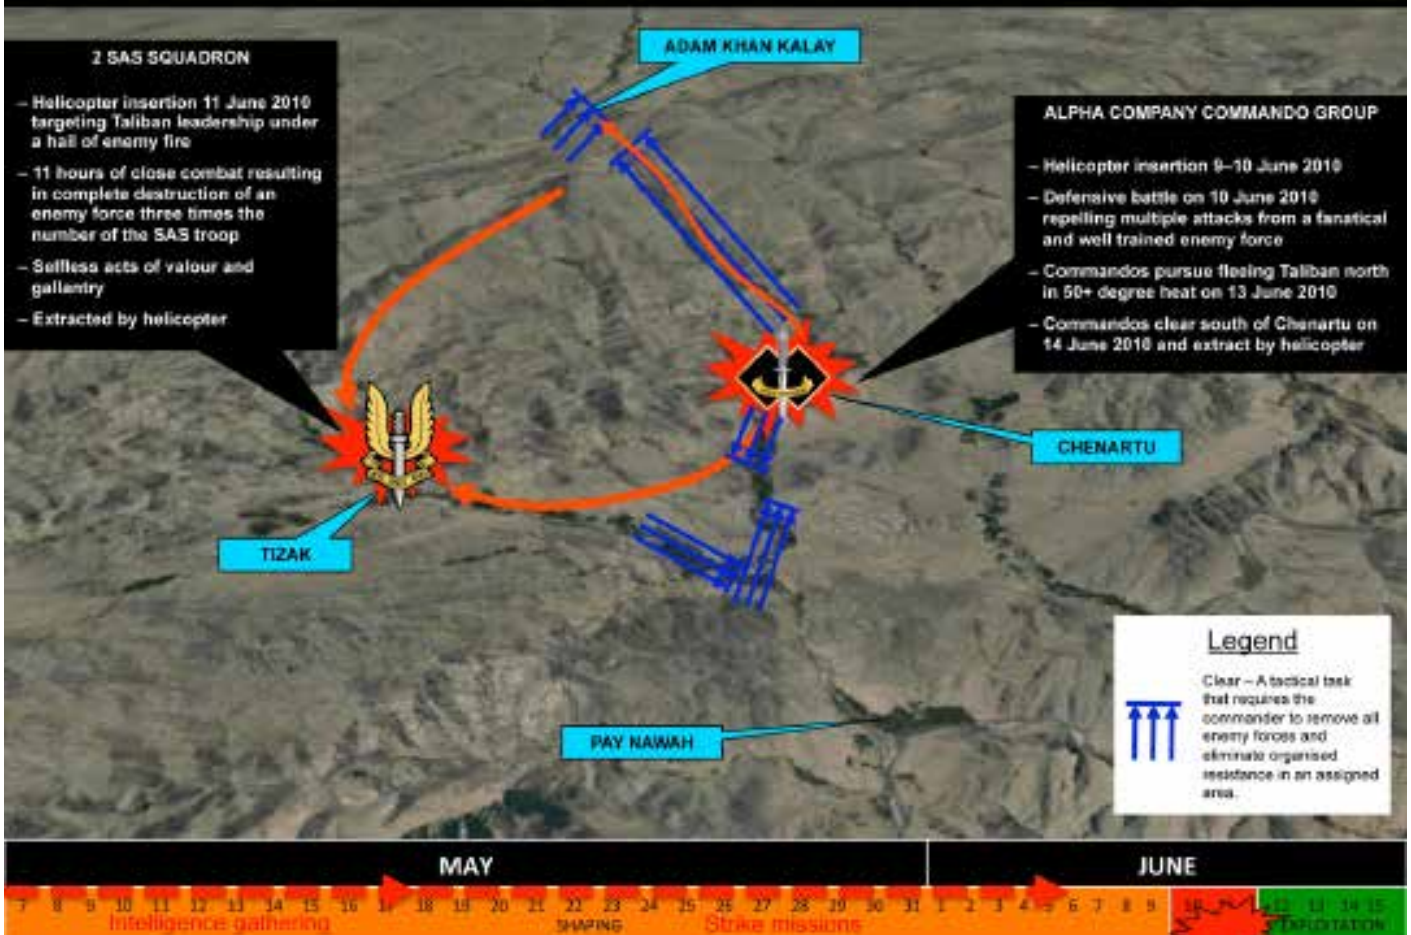 ADAM KHAN KALAY
2 SAS SQUADRON
– Helicopter insertion 11 June 2010
targeting Taliban leadership under
a hail of enemy fire
– 11 hours of close combat resulting
in complete destruction of an
enemy force three times the
number of the SAS troop
– Selfless acts of valour and
gallantry
– Extracted by helicopter
ALPHA COMPANY COMMANDO GROUP
– Helicopter insertion 9–10 June 2010
– Defensive battle on 10 June 2010
repelling multiple attacks from a fanatical
and well trained enemy force
– Commandos pursue fleeing Taliban north
in 50+ degree heat on 13 June 2010
– Commandos clear south of Chenartu on
14 June 2010 and extract by helicopter
CHENARTU
TIZAK
PAY NAWAH
Legend
Clear – A tactical task
that requires the
commander to remove all
enemy forces and
eliminate organised
resistance in an assigned
area.
MAY JUNE
7 8 9 10 11 12 13 14 15 16 18 19 20 21 22 23 24 25 26 27 28 29 30 31 1 2 3 4 5 6 7 8 9 10 12 13 14 15
Intelligence gathering SHAPING Strike missions EXPLOITATION